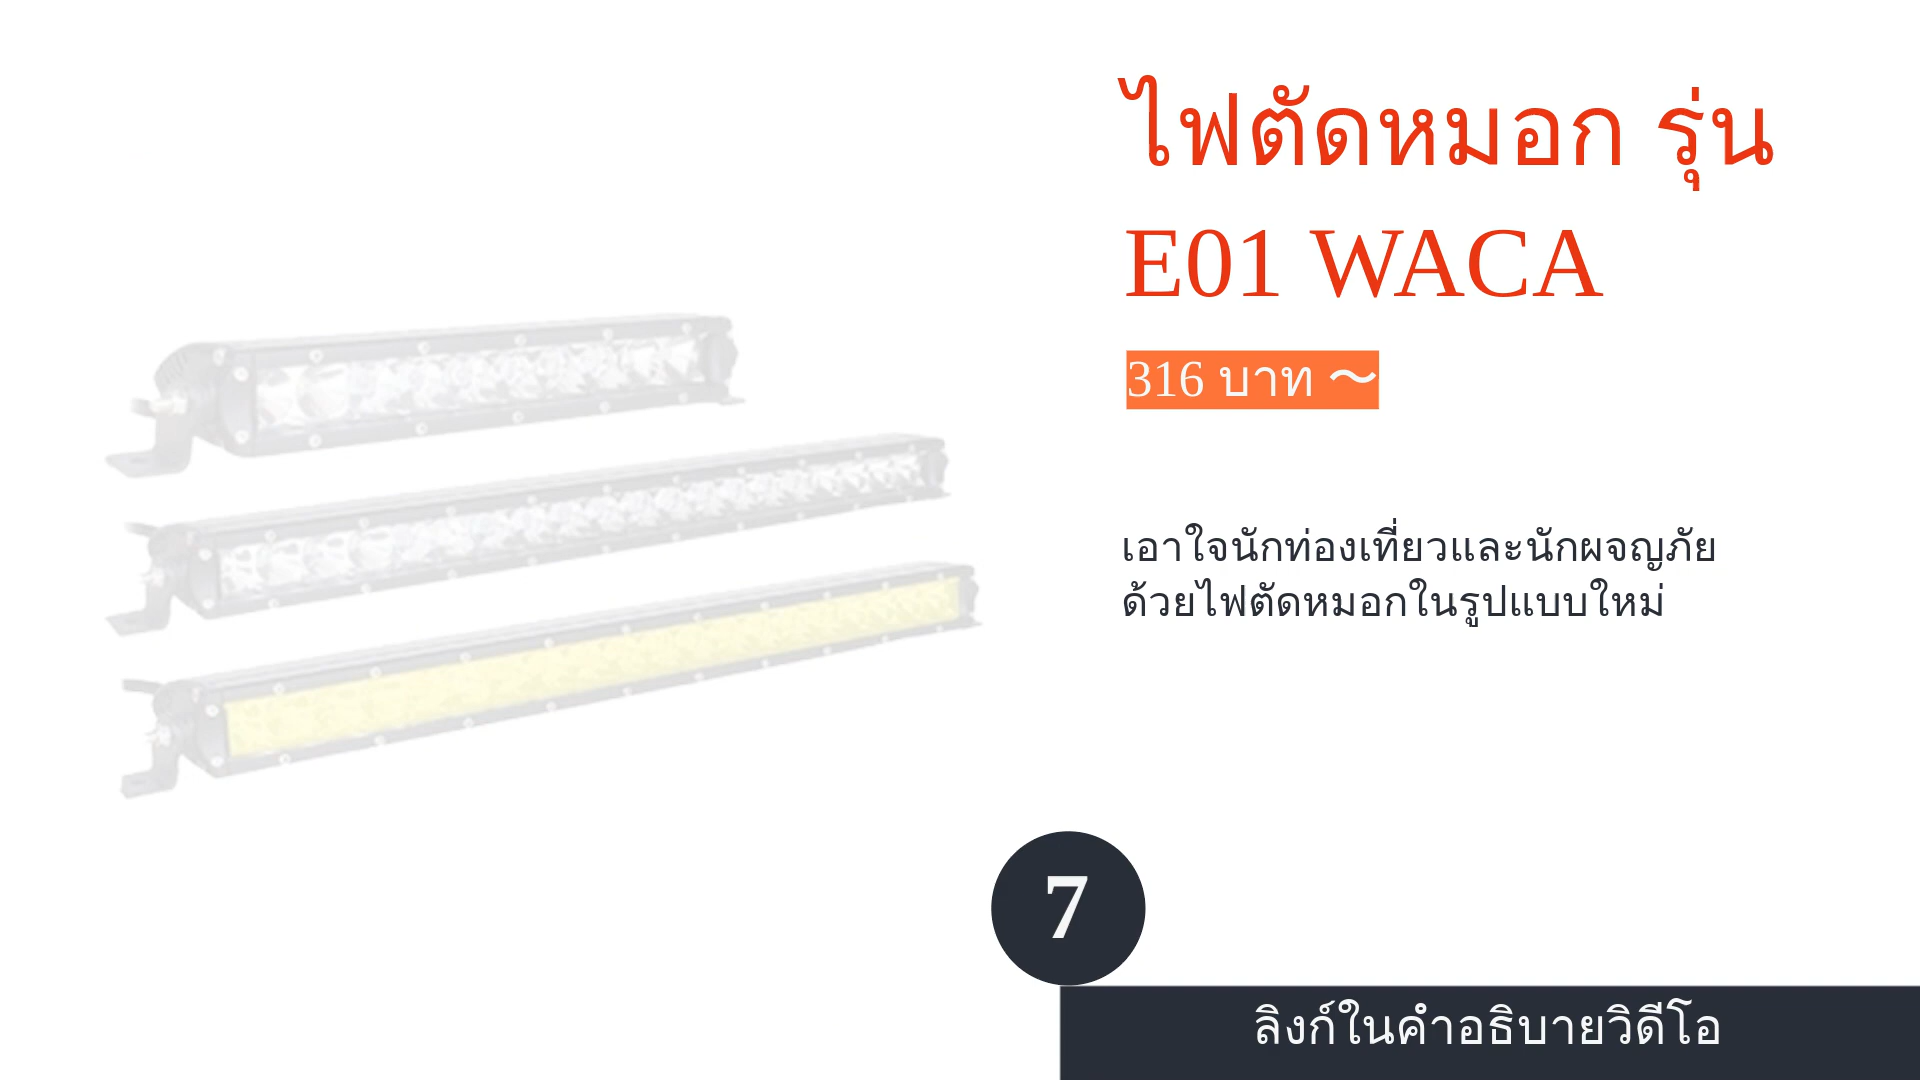 ไฟตัดหมอก รุ่น
E01 WACA
316 บาท 〜
เอาใจนักท่องเที่ยวและนักผจญภัย
ด้วยไฟตัดหมอกในรูปแบบใหม่
7
ลิงก์ในคำอธิบายวิดีโอ